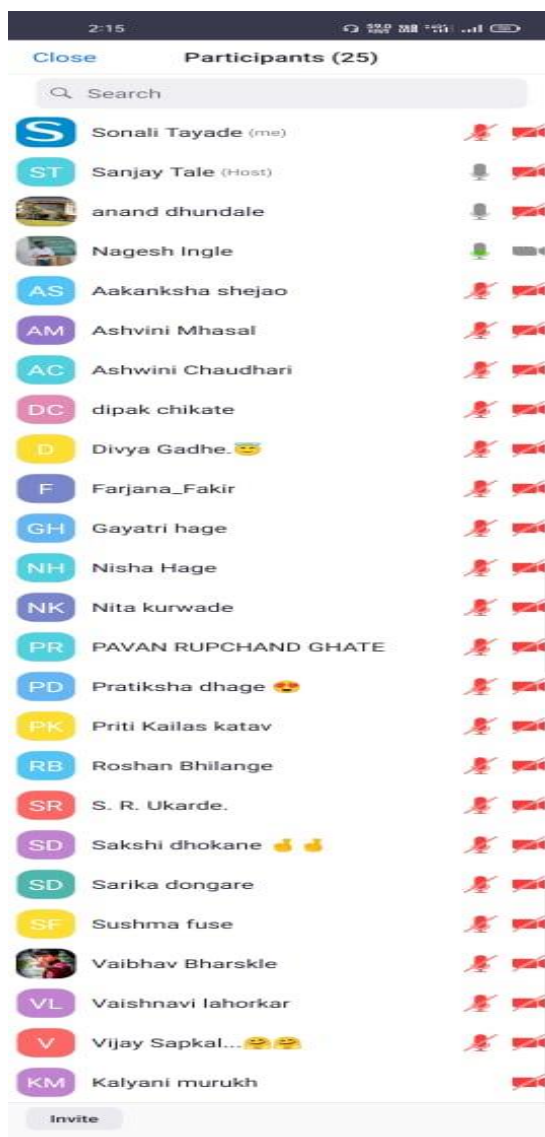 2:15
Close Participants (25)
Search
S Sonali Tayade (me)
ST Sanjay Tale (Host)
anand dhundale
Nagesh Ingle
AS Aakanksha shejao
AM Ashvini Mhasal
AC Ashwini Chaudhari
DC dipak chikate
D Divya Gadhe.😇
F Farjana_Fakir
GH Gayatri hage
NH Nisha Hage
NK Nita kurwade
PR PAVAN RUPCHAND GHATE
PD Pratiksha dhage 😍
PK Priti Kailas katav
RB Roshan Bhilange
SR S. R. Ukarde.
SD Sakshi dhokane 🤞🤞
SD Sarika dongare
SF Sushma fuse
Vaibhav Bharskle
VL Vaishnavi lahorkar
V Vijay Sapkal...🤗🤗
KM Kalyani murukh
Invite